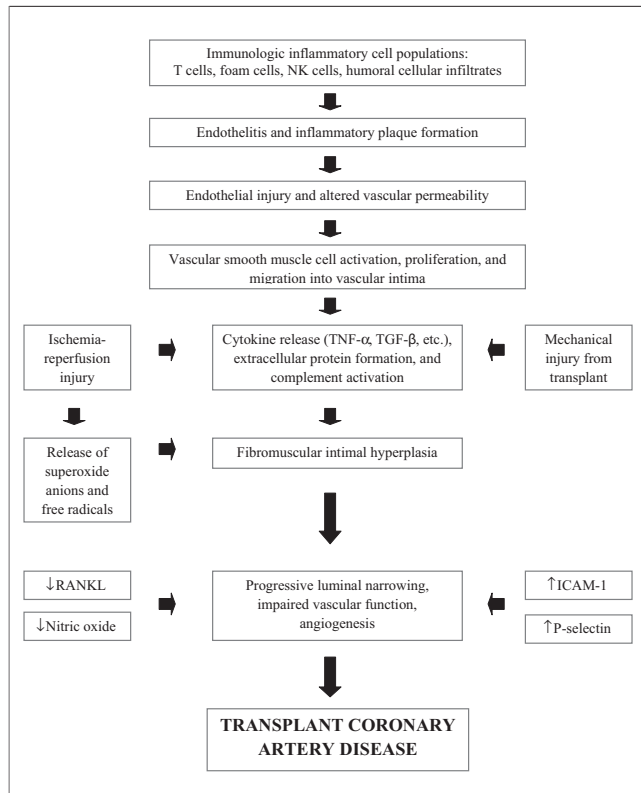 Immunologic inflammatory cell populations:
T cells, foam cells, NK cells, humoral cellular infiltrates
Endothelitis and inflammatory plaque formation
Endothelial injury and altered vascular permeability
Vascular smooth muscle cell activation, proliferation, and
migration into vascular intima
Ischemia-
reperfusion
injury
Cytokine release (TNF-α, TGF-β, etc.),
extracellular protein formation, and
complement activation
Mechanical
injury from
transplant
Release of
superoxide
anions and
free radicals
Fibromuscular intimal hyperplasia
↓RANKL
↓Nitric oxide
Progressive luminal narrowing,
impaired vascular function,
angiogenesis
↑ICAM-1
↑P-selectin
TRANSPLANT CORONARY
ARTERY DISEASE